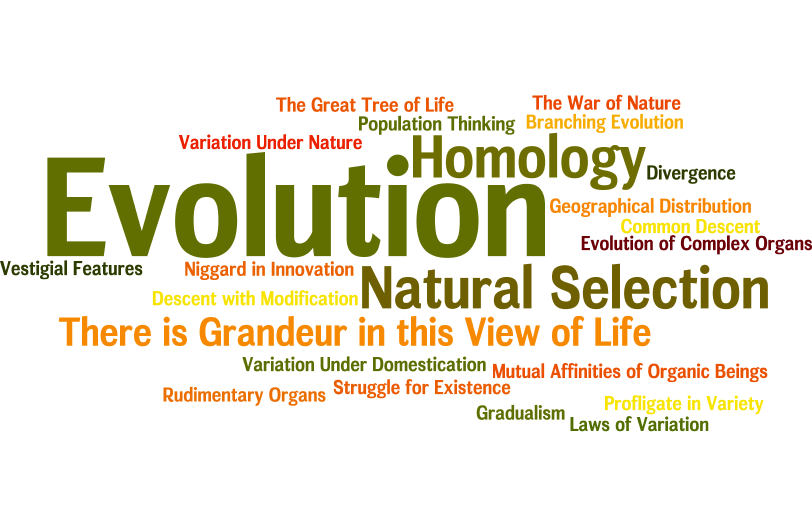 The Great Tree of Life
The War of Nature
Population Thinking
Branching Evolution
Variation Under Nature
Homology
Divergence
Evolution
Geographical Distribution
Common Descent
Evolution of Complex Organs
Vestigial Features
Niggard in Innovation
Natural Selection
Descent with Modification
There is Grandeur in this View of Life
Variation Under Domestication
Mutual Affinities of Organic Beings
Struggle for Existence
Rudimentary Organs
Profligate in Variety
Gradualism
Laws of Variation